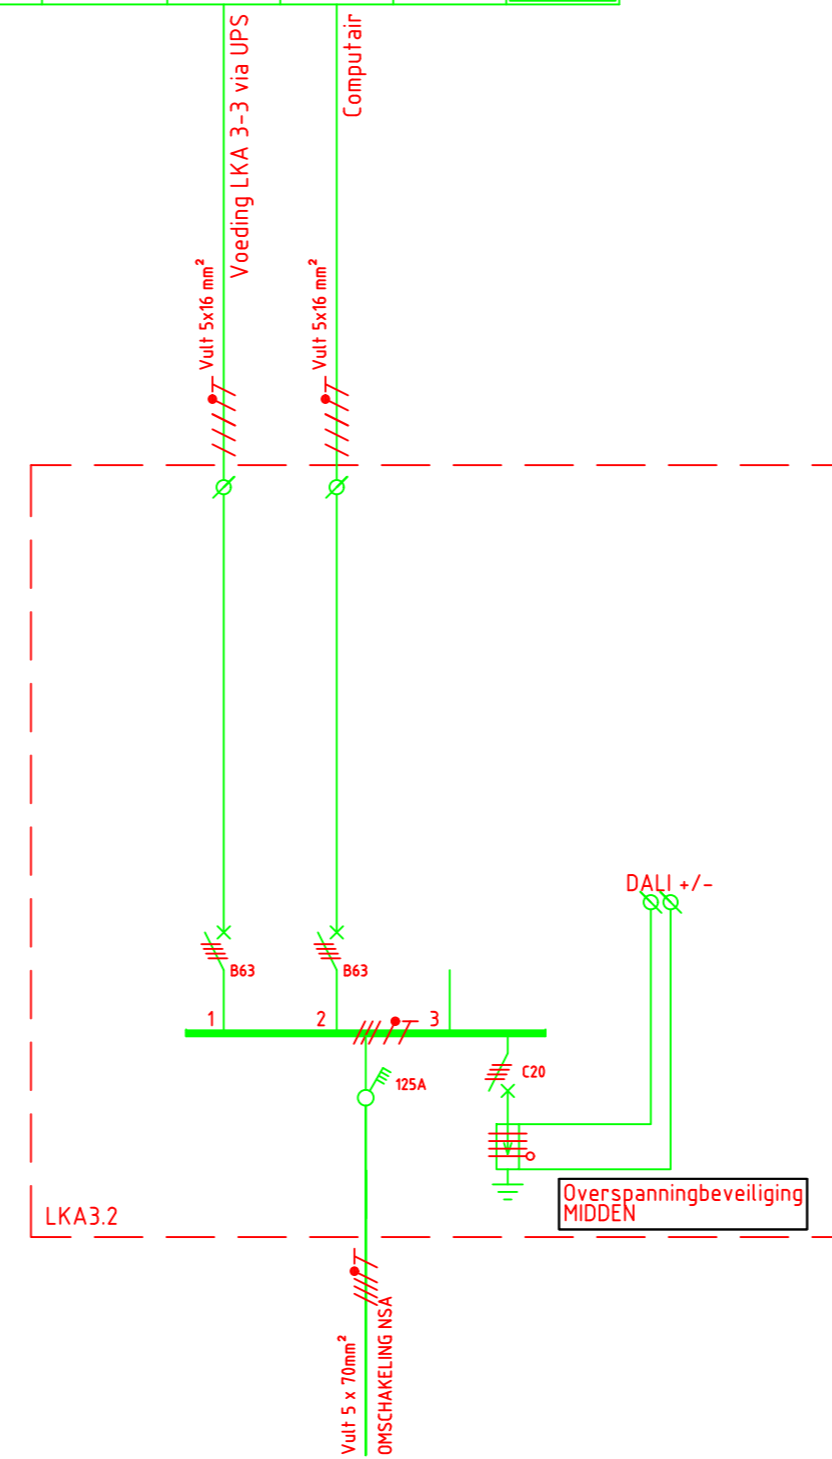 Voeding LKA 3-3 via UPS
Computair
Vult 5x16 mm²
Vult 5x16 mm²
DALI +/-
B63
B63
1
2
3
125A
C20
Overspanningbeveiliging
MIDDEN
LKA3.2
Vult 5 x 70mm²
OMSCHAKELING NSA